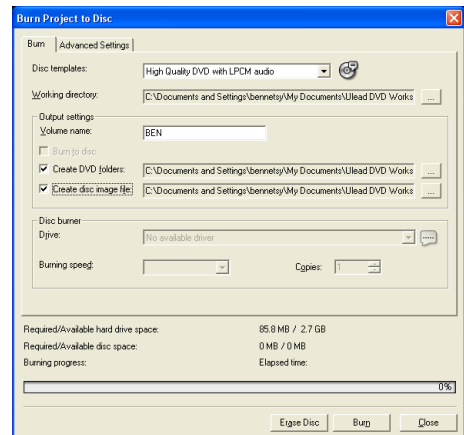 Burn Project to Disc
Burn Advanced Settings
Disc templates: High Quality DVD with LPCM audio
Working directory: C:\Documents and Settings\bennetsy\My Documents\Ulead DVD Works ...
Output settings
Volume name: BEN
Burn to disc
Create DVD folders: C:\Documents and Settings\bennetsy\My Documents\Ulead DVD Works ...
Create disc image file: C:\Documents and Settings\bennetsy\My Documents\Ulead DVD Works ...
Disc burner
Drive: No available driver
Burning speed: Copies: 1
Required/Available hard drive space: 85.8 MB / 2.7 GB
Required/Available disc space: 0 MB / 0 MB
Burning progress: Elapsed time:
0%
Erase Disc Burn Close